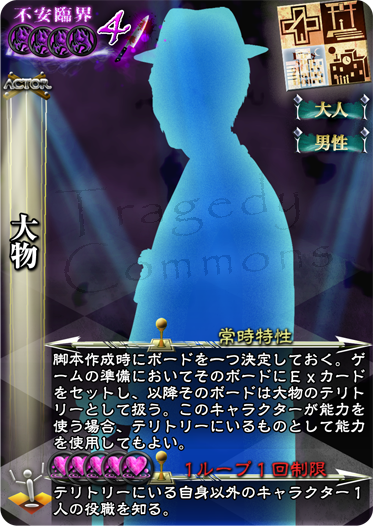 不安臨界
4
ACTOR
大人
男性
大物
Tragedy
Commons
常時特性
脚本作成時にボードを一つ決定しておく。ゲ
ームの準備においてそのボードにＥｘカード
をセットし、以降そのボードは大物のテリト
リーとして扱う。このキャラクターが能力を
使う場合、テリトリーにいるものとして能力
を使用してもよい。
１ループ１回制限
テリトリーにいる自身以外のキャラクター１
人の役職を知る。